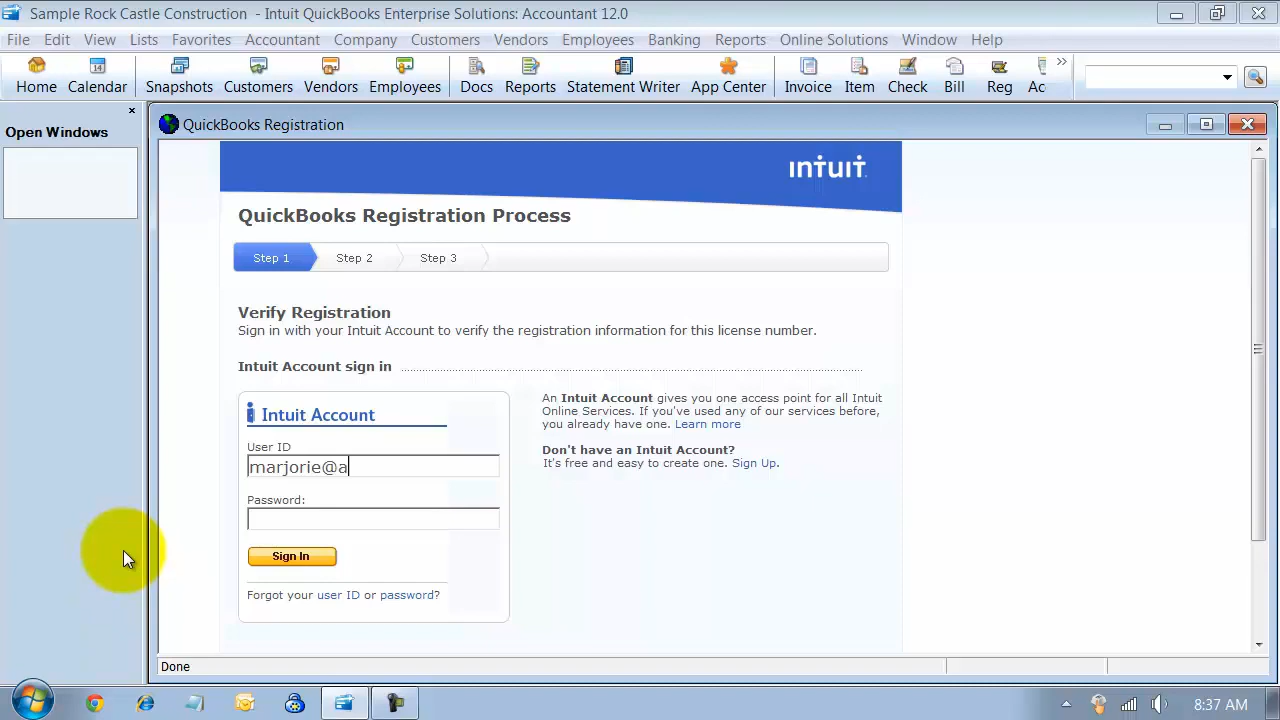 Sample Rock Castle Construction - Intuit QuickBooks Enterprise Solutions: Accountant 12.0
File Edit View Lists Favorites Accountant Company Customers Vendors Employees Banking Reports Online Solutions Window Help
Home Calendar Snapshots Customers Vendors Employees Docs Reports Statement Writer App Center Invoice Item Check Bill Reg Ac
Open Windows
QuickBooks Registration
intuit
QuickBooks Registration Process
Step 1 Step 2 Step 3
Verify Registration
Sign in with your Intuit Account to verify the registration information for this license number.
Intuit Account sign in
Intuit Account
User ID
marjorie@a
Password:
Sign In
Forgot your user ID or password?
An Intuit Account gives you one access point for all Intuit
Online Services. If you've used any of our services before,
you already have one. Learn more
Don't have an Intuit Account?
It's free and easy to create one. Sign Up.
Done
8:37 AM